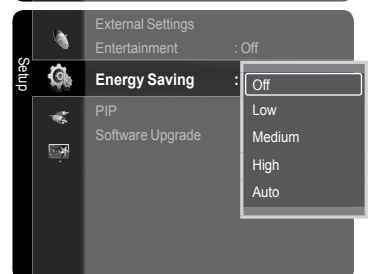 Setup
External Settings
Entertainment : Off
Energy Saving :
Off
Low
Medium
High
Auto
PIP
Software Upgrade